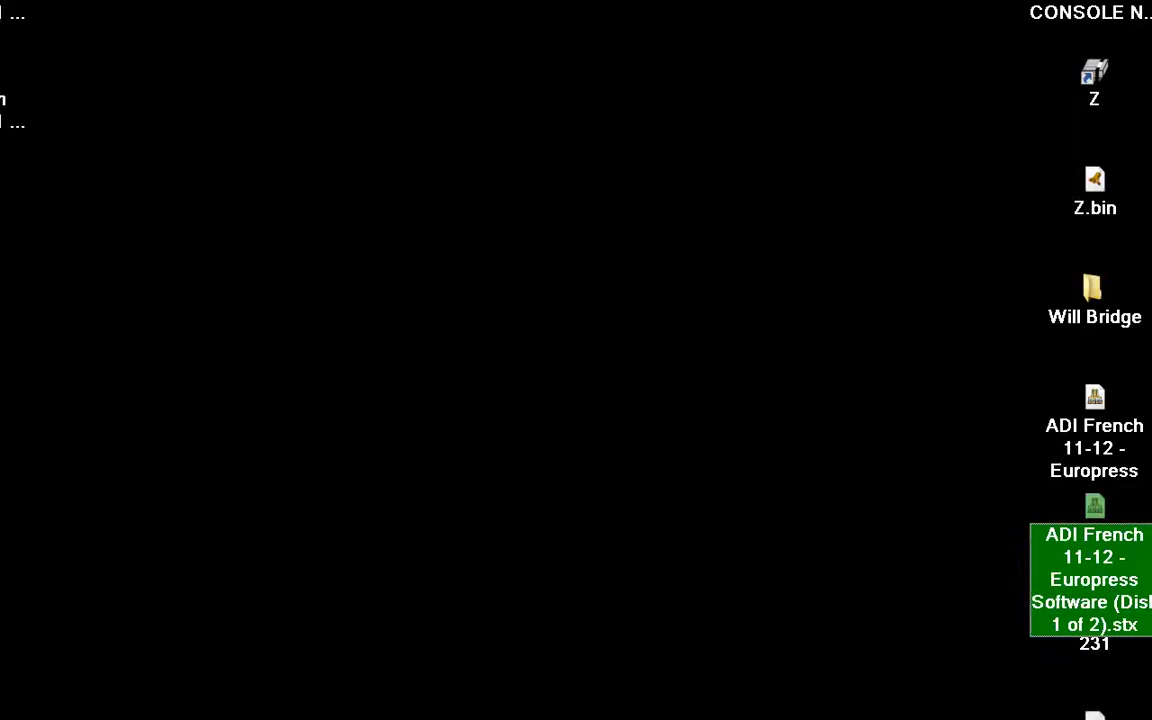 ...
...
CONSOLE N...
Z
Z.bin
Will Bridge
ADI French
11-12 -
Europress
ADI French
11-12 -
Europress
Software (Disk
1 of 2).stx
231